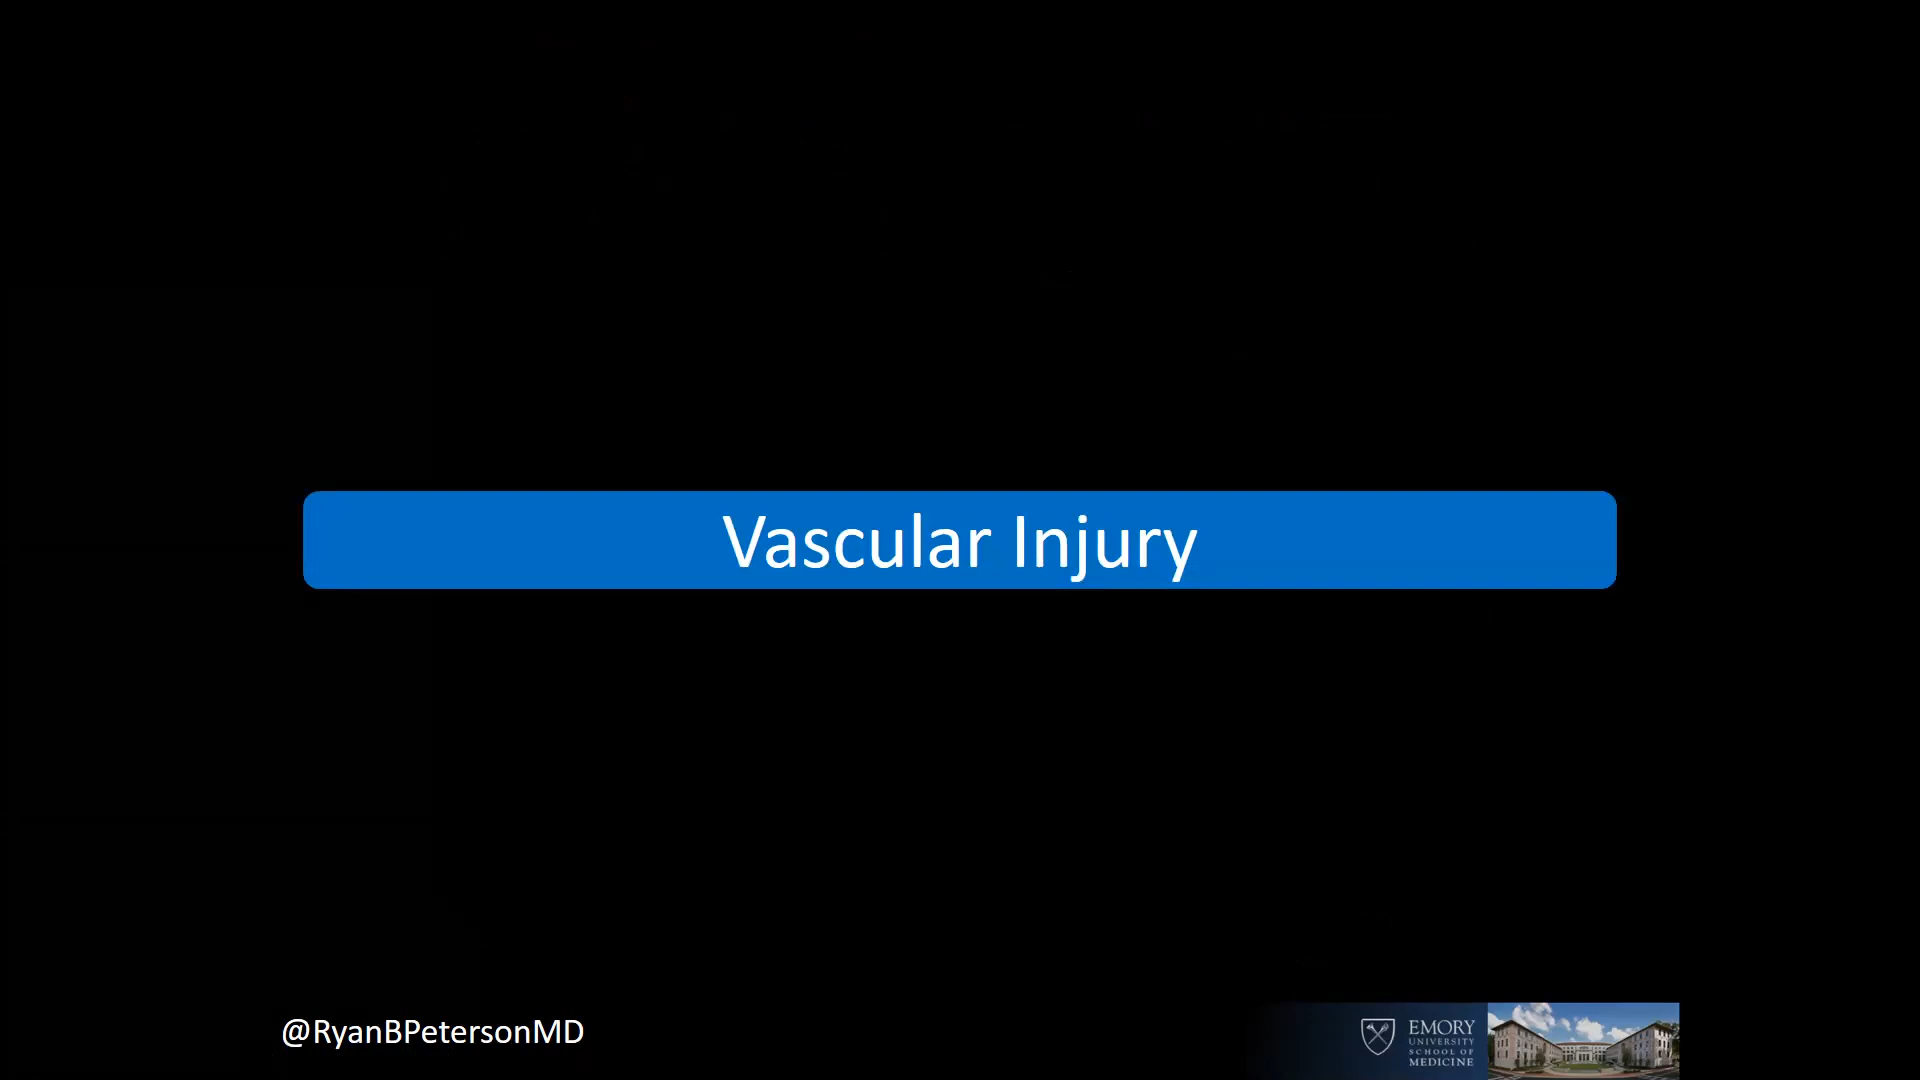 Vascular Injury
@RyanBPetersonMD
EMORY
UNIVERSITY
SCHOOL OF
MEDICINE